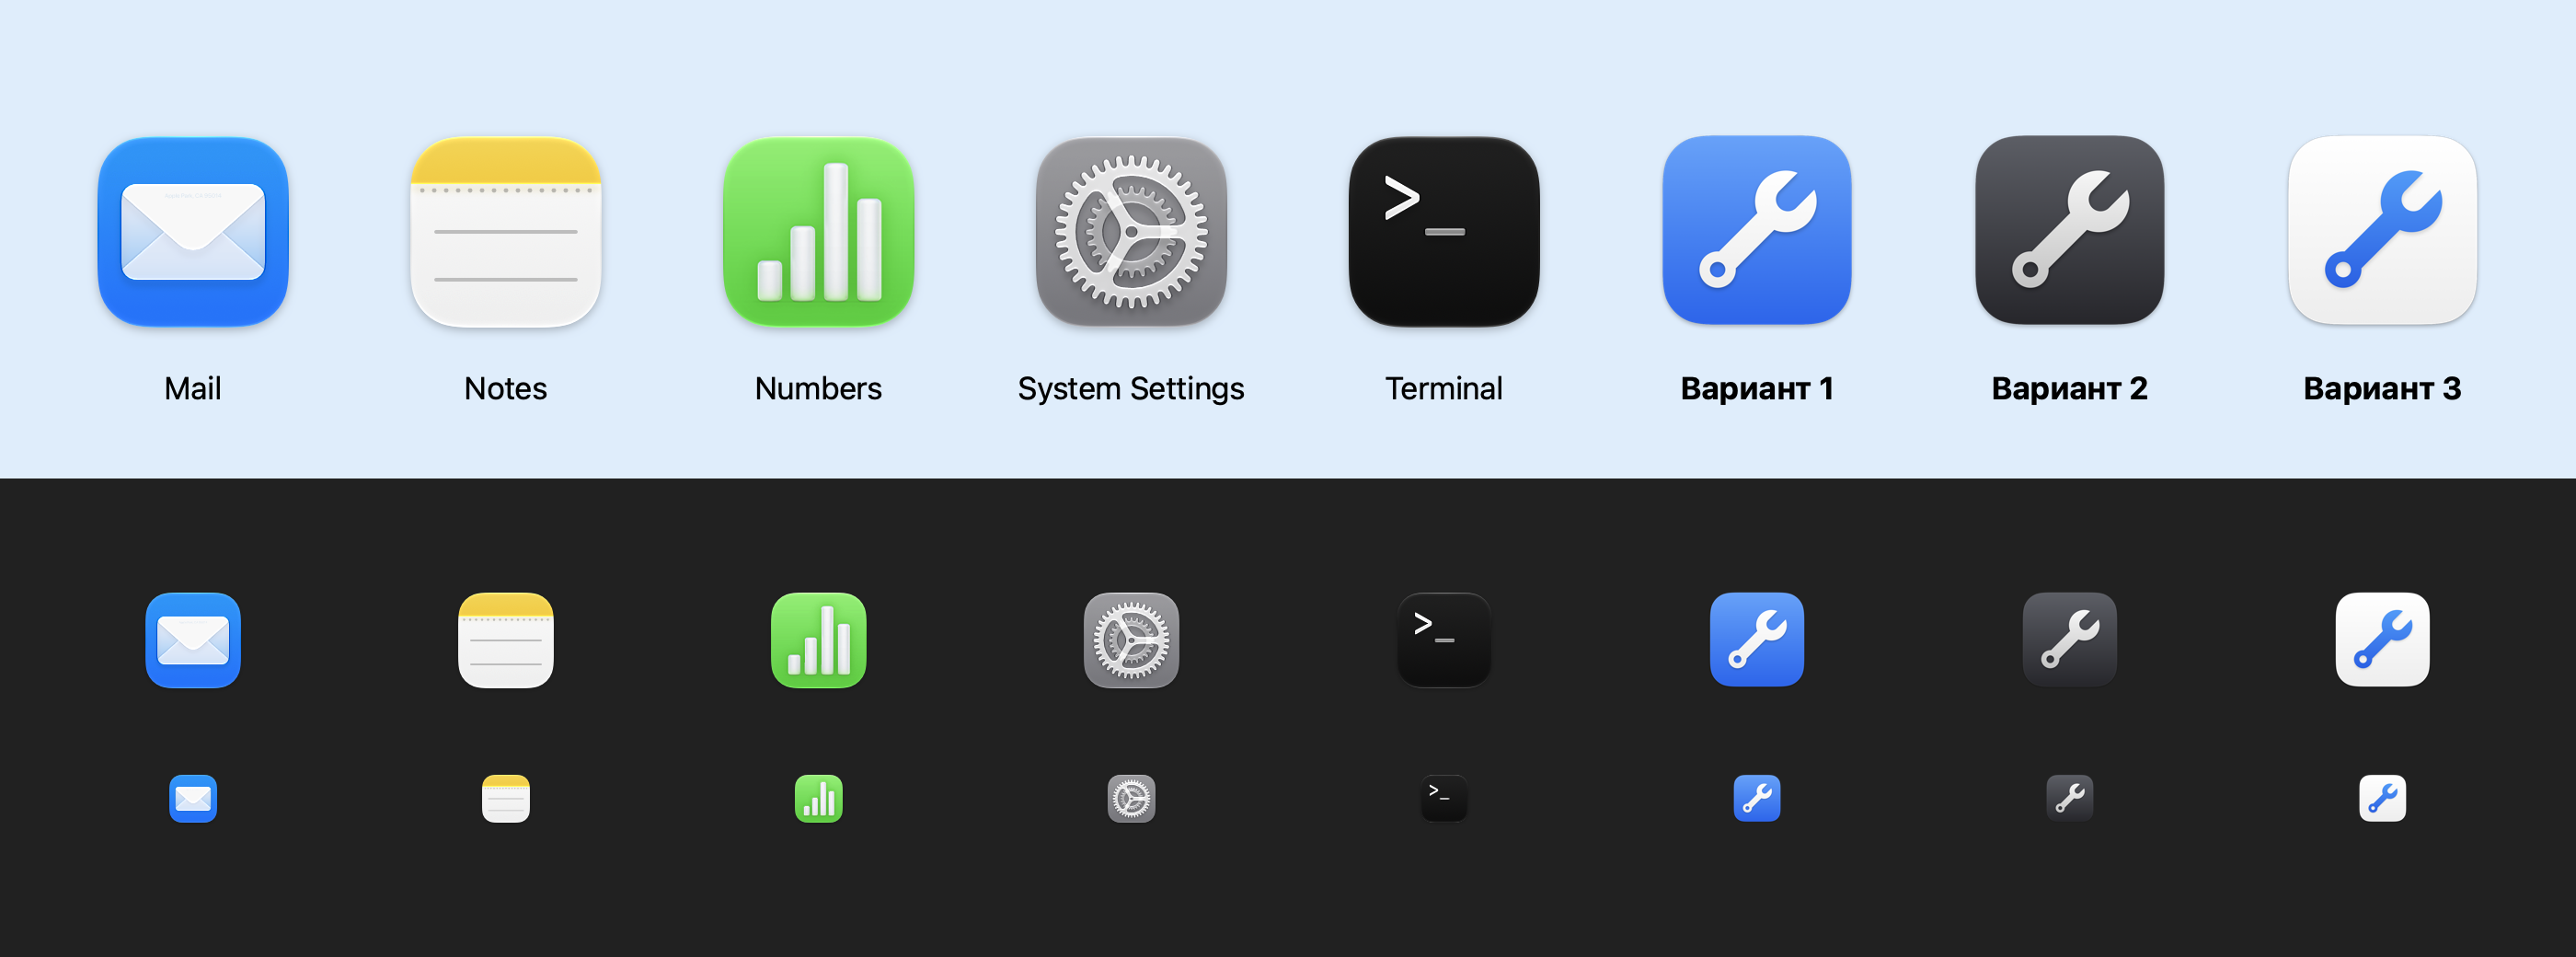 Mail
Notes
Numbers
System Settings
Terminal
Вариант 1
Вариант 2
Вариант 3